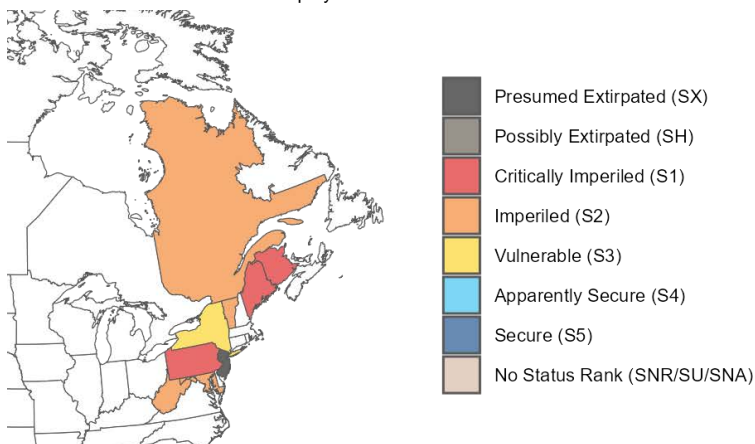 Presumed Extirpated (SX)
Possibly Extirpated (SH)
Critically Imperiled (S1)
Imperiled (S2)
Vulnerable (S3)
Apparently Secure (S4)
Secure (S5)
No Status Rank (SNR/SU/SNA)